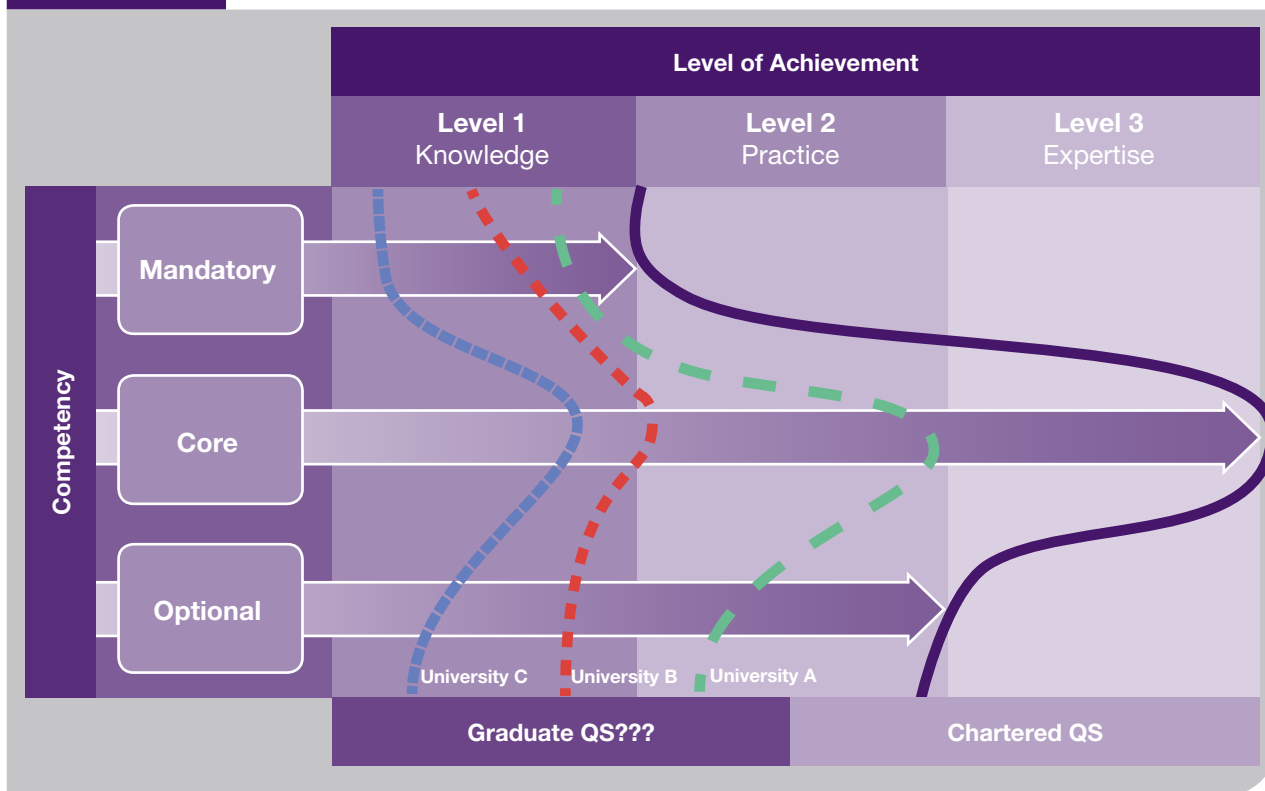 Level of Achievement
Level 1
Knowledge
Level 2
Practice
Level 3
Expertise
Competency
Mandatory
Core
Optional
University C
University B
University A
Graduate QS???
Chartered QS